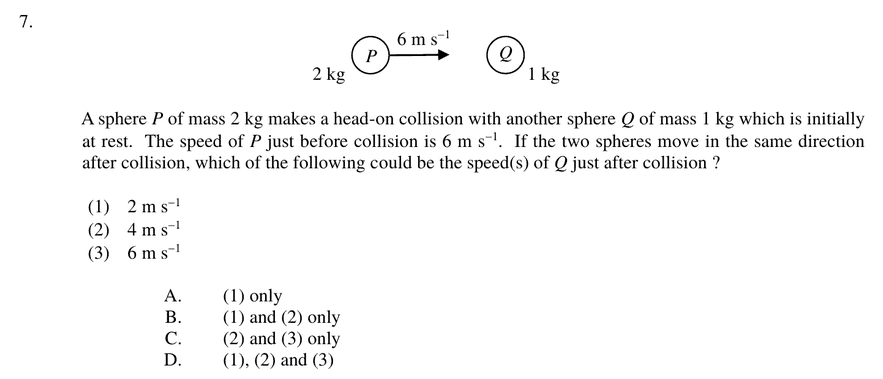 7.
6 m s⁻¹
P
Q
2 kg
1 kg
A sphere P of mass 2 kg makes a head-on collision with another sphere Q of mass 1 kg which is initially
at rest. The speed of P just before collision is 6 m s⁻¹. If the two spheres move in the same direction
after collision, which of the following could be the speed(s) of Q just after collision ?
(1) 2 m s⁻¹
(2) 4 m s⁻¹
(3) 6 m s⁻¹
A. (1) only
B. (1) and (2) only
C. (2) and (3) only
D. (1), (2) and (3)